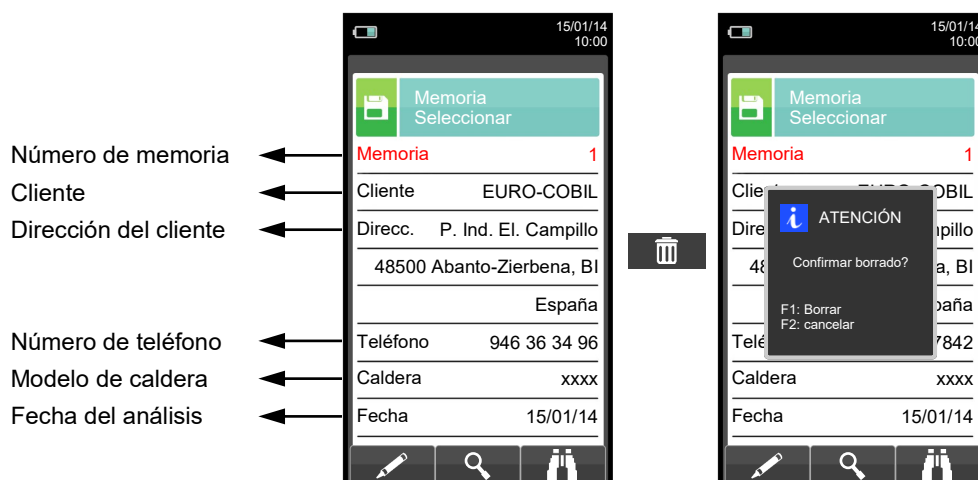 15/01/14
10:00
Memoria
Seleccionar
Número de memoria
Memoria 1
Cliente
Cliente EURO-COBIL
Dirección del cliente
Direcc. P. Ind. El. Campillo
48500 Abanto-Zierbena, BI
España
Número de teléfono
Teléfono 946 36 34 96
Modelo de caldera
Caldera xxxx
Fecha del análisis
Fecha 15/01/14
15/01/14
10:00
Memoria
Seleccionar
Memoria 1
ATENCIÓN
Confirmar borrado?
F1: Borrar
F2: cancelar
7842
Caldera xxxx
Fecha 15/01/14